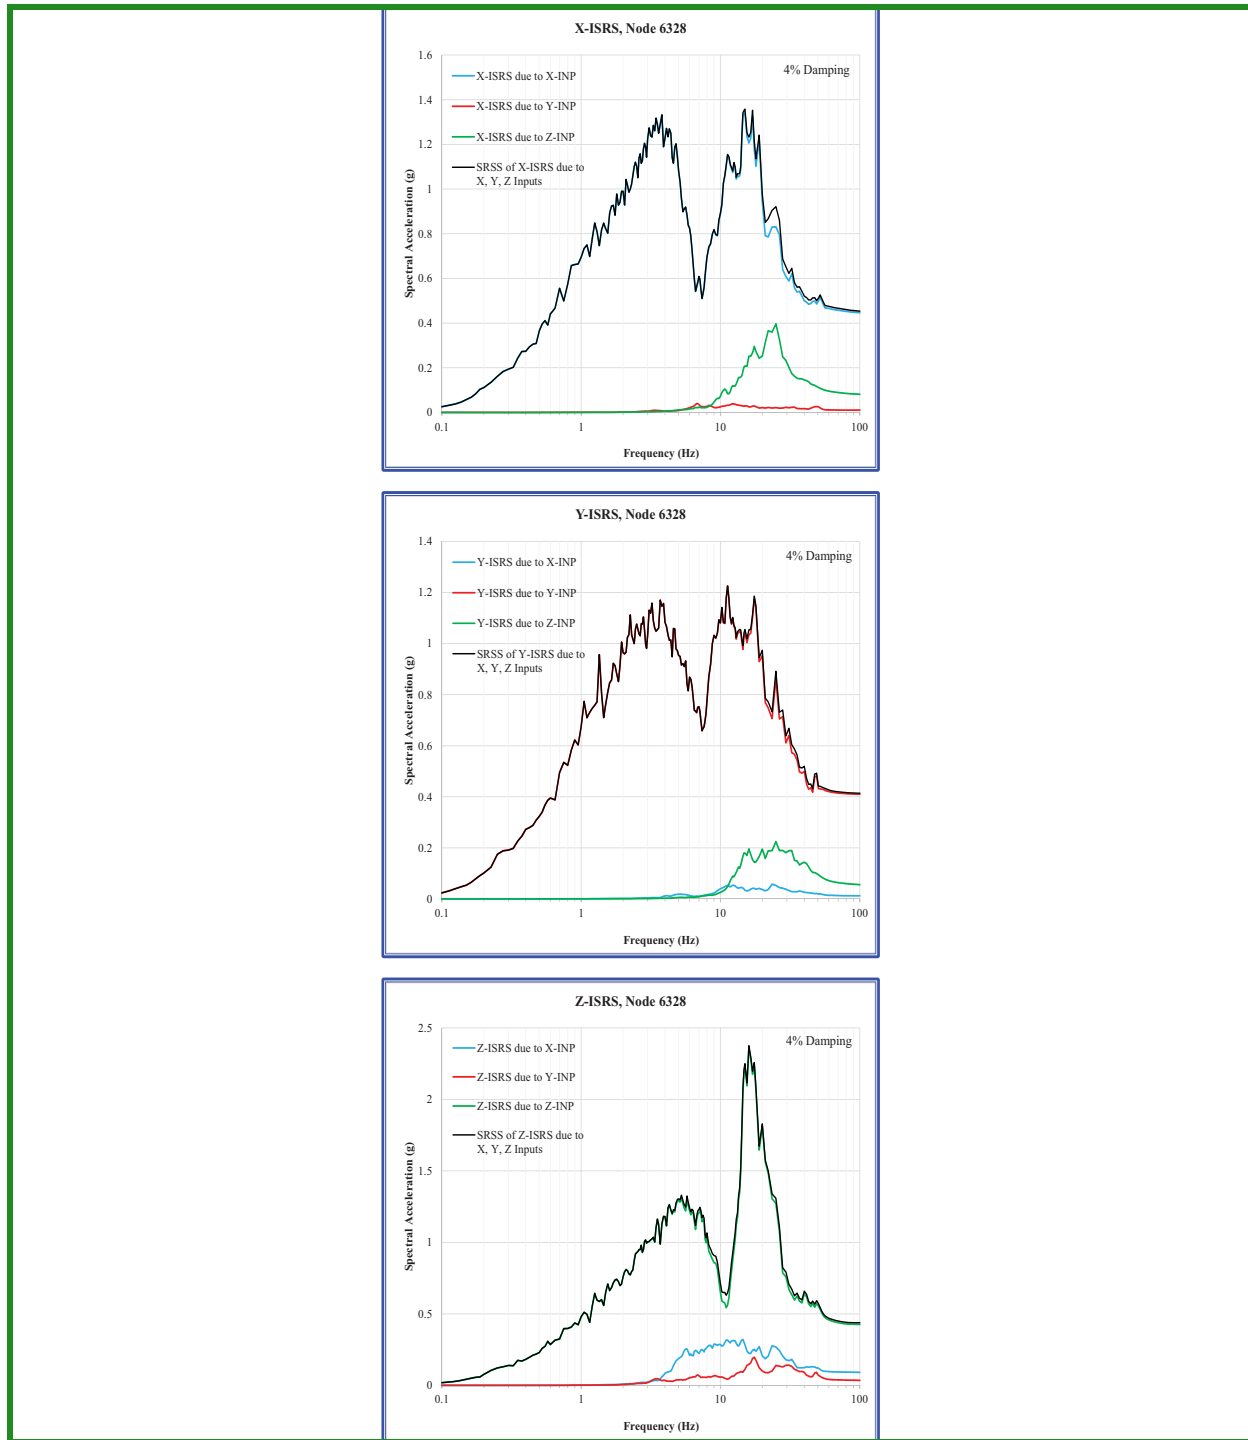 X-ISRS, Node 6328
1.6
4% Damping
X-ISRS due to X-INP
1.4
X-ISRS due to Y-INP
1.2
X-ISRS due to Z-INP
SRSS of X-ISRS due to
X, Y, Z Inputs
1
0.8
0.6
0.4
0.2
0
Spectral Acceleration (g)
0.1 1 10 100
Frequency (Hz)
Y-ISRS, Node 6328
1.4
4% Damping
Y-ISRS due to X-INP
1.2
Y-ISRS due to Y-INP
Y-ISRS due to Z-INP
1
SRSS of Y-ISRS due to
X, Y, Z Inputs
0.8
0.6
0.4
0.2
0
Spectral Acceleration (g)
0.1 1 10 100
Frequency (Hz)
Z-ISRS, Node 6328
2.5
4% Damping
Z-ISRS due to X-INP
Z-ISRS due to Y-INP
2
Z-ISRS due to Z-INP
SRSS of Z-ISRS due to
X, Y, Z Inputs
1.5
1
0.5
0
Spectral Acceleration (g)
0.1 1 10 100
Frequency (Hz)